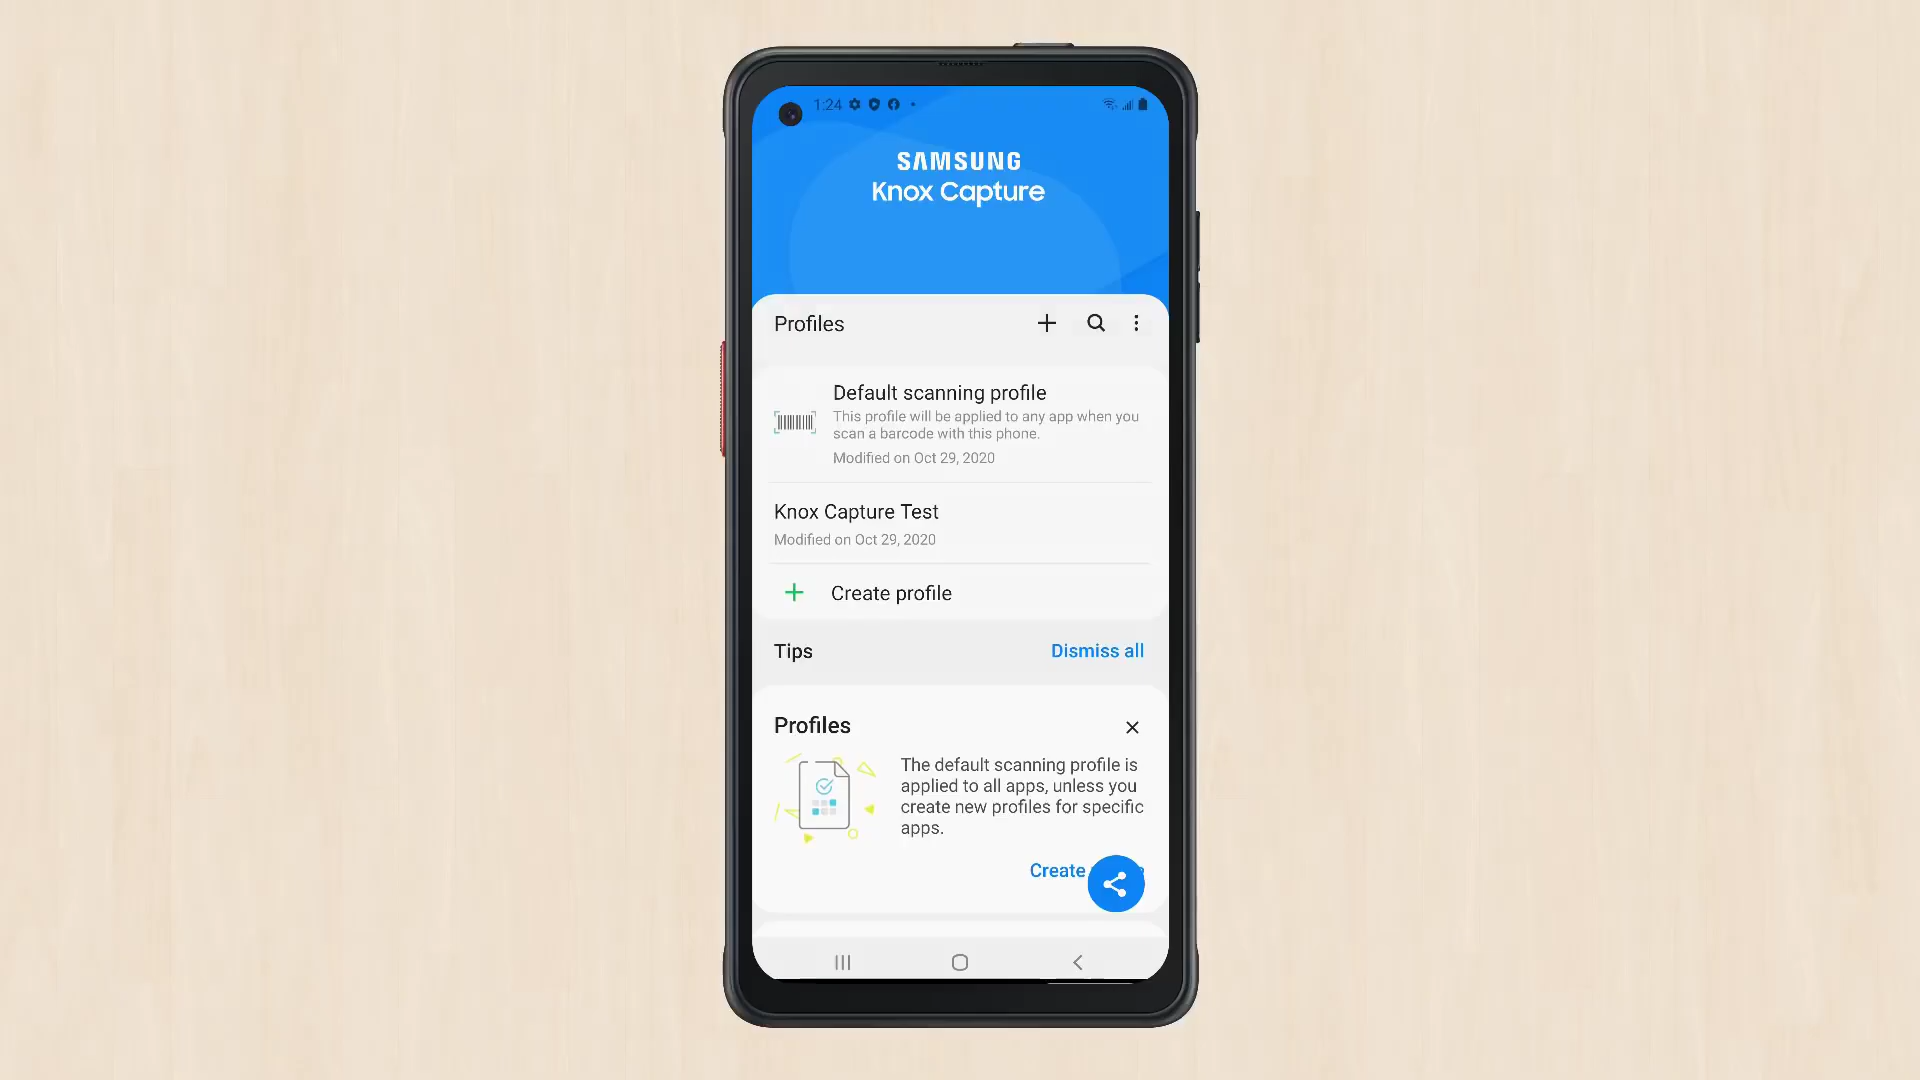 1:24
SAMSUNG
Knox Capture
Profiles
Default scanning profile
This profile will be applied to any app when you
scan a barcode with this phone.
Modified on Oct 29, 2020
Knox Capture Test
Modified on Oct 29, 2020
Create profile
Tips
Dismiss all
Profiles
The default scanning profile is
applied to all apps, unless you
create new profiles for specific
apps.
Create